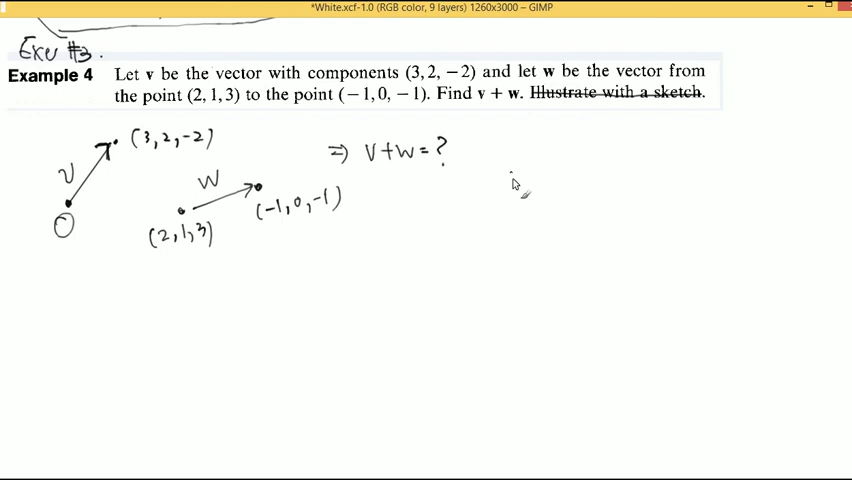 *White.xcf-1.0 (RGB color, 9 layers) 1260x3000 – GIMP
Exer #3.
Example 4 Let v be the vector with components (3, 2, −2) and let w be the vector from
the point (2, 1, 3) to the point (−1, 0, −1). Find v + w. Illustrate with a sketch.
(3, 2, -2)
⇒ V+W = ?
V
W
(-1, 0, -1)
O
(2, 1, 3)